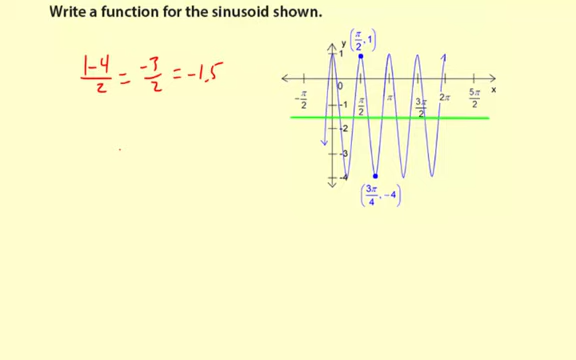 Write a function for the sinusoid shown.
1-4/2 = -3/2 = -1.5
(π/2, 1)
y
1
0
x
-π/2
π/2
π
3π/2
2π
5π/2
-1
-2
-3
-4
(3π/4, -4)